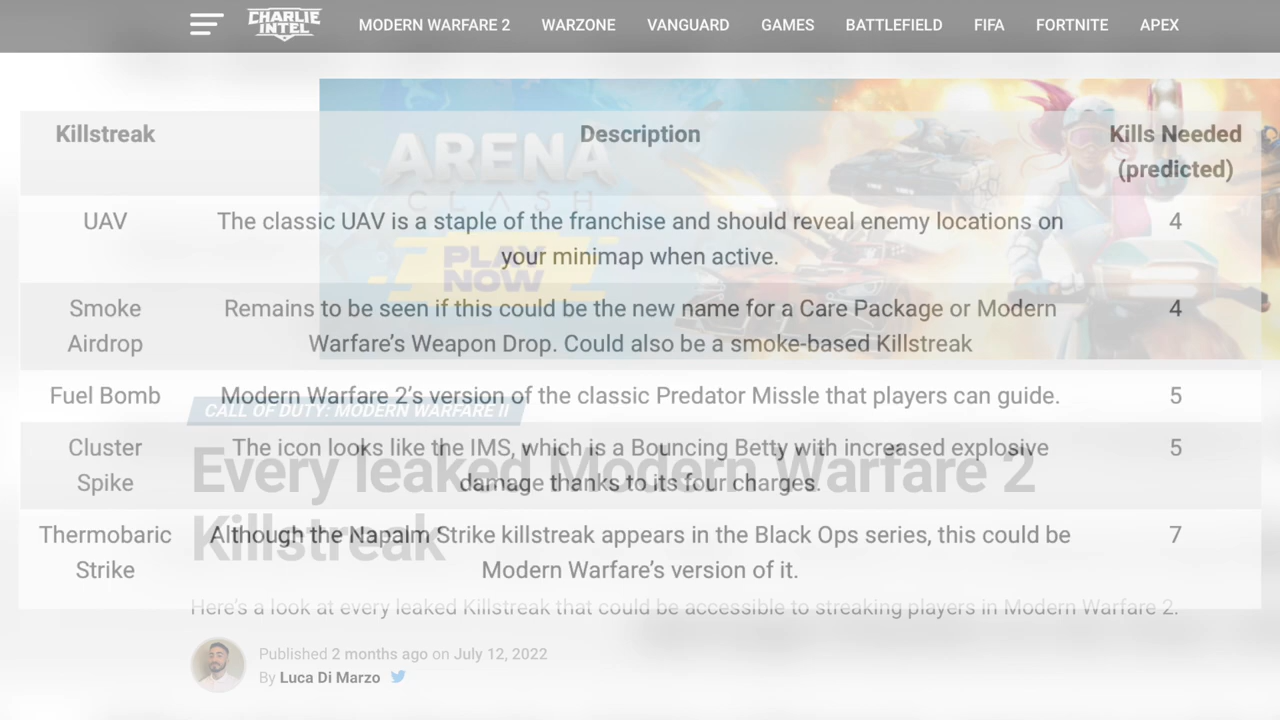 CHARLIE INTEL MODERN WARFARE 2 WARZONE VANGUARD GAMES BATTLEFIELD FIFA FORTNITE APEX
Killstreak Description Kills Needed
(predicted)
ARENA
CLASH
PLAY
NOW
UAV The classic UAV is a staple of the franchise and should reveal enemy locations on 4
your minimap when active.
Smoke Remains to be seen if this could be the new name for a Care Package or Modern 4
Airdrop Warfare’s Weapon Drop. Could also be a smoke-based Killstreak
Fuel Bomb Modern Warfare 2’s version of the classic Predator Missle that players can guide. 5
CALL OF DUTY: MODERN WARFARE II
Cluster The icon looks like the IMS, which is a Bouncing Betty with increased explosive 5
Spike damage thanks to its four charges.
Every leaked Modern Warfare 2
Killstreak
Thermobaric Although the Napalm Strike killstreak appears in the Black Ops series, this could be 7
Strike Modern Warfare’s version of it.
Here’s a look at every leaked Killstreak that could be accessible to streaking players in Modern Warfare 2.
Published 2 months ago on July 12, 2022
By Luca Di Marzo